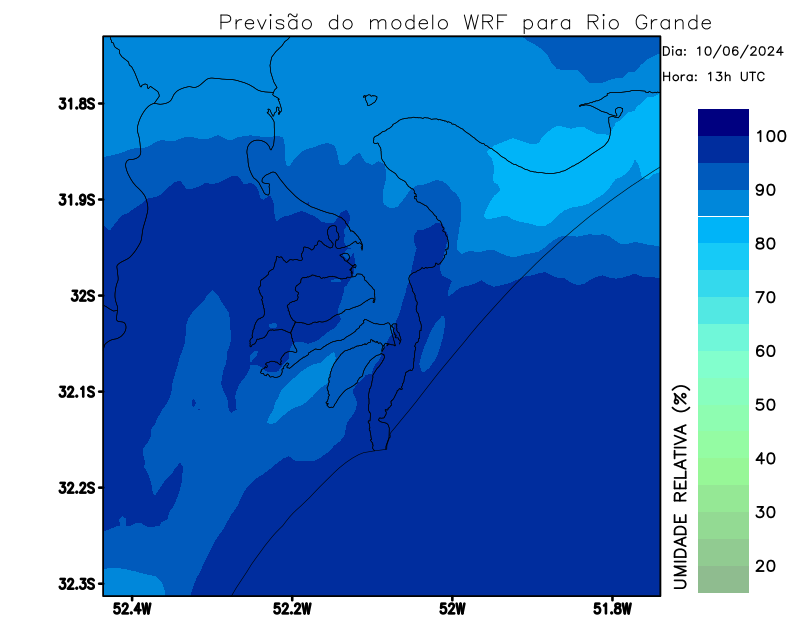 Previsão do modelo WRF para Rio Grande
Dia: 10/06/2024
Hora: 13h UTC
31.8S
31.9S
32S
32.1S
32.2S
32.3S
52.4W
52.2W
52W
51.8W
100
90
80
70
60
50
40
30
20
UMIDADE RELATIVA (%)